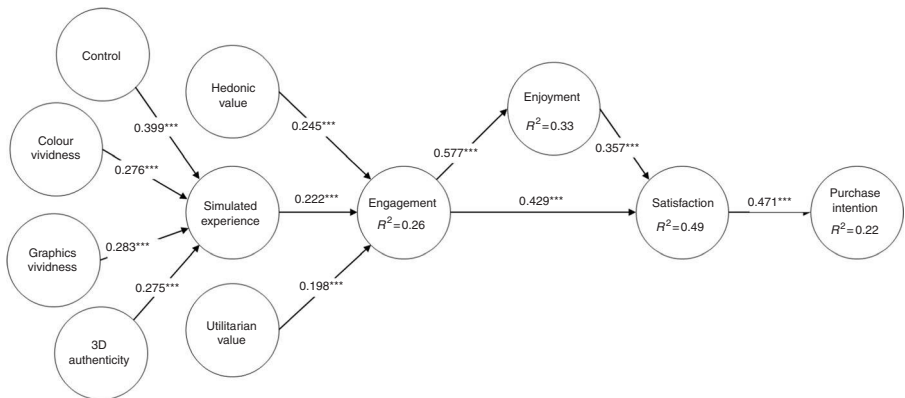 Control
Hedonic
value
Enjoyment
R²=0.33
0.399***
0.245***
Colour
vividness
0.577***
0.357***
0.276***
Simulated
experience
0.222***
Engagement
R²=0.26
0.429***
Satisfaction
R²=0.49
0.471***
Purchase
intention
R²=0.22
Graphics
vividness
0.283***
0.275***
0.198***
Utilitarian
value
3D
authenticity